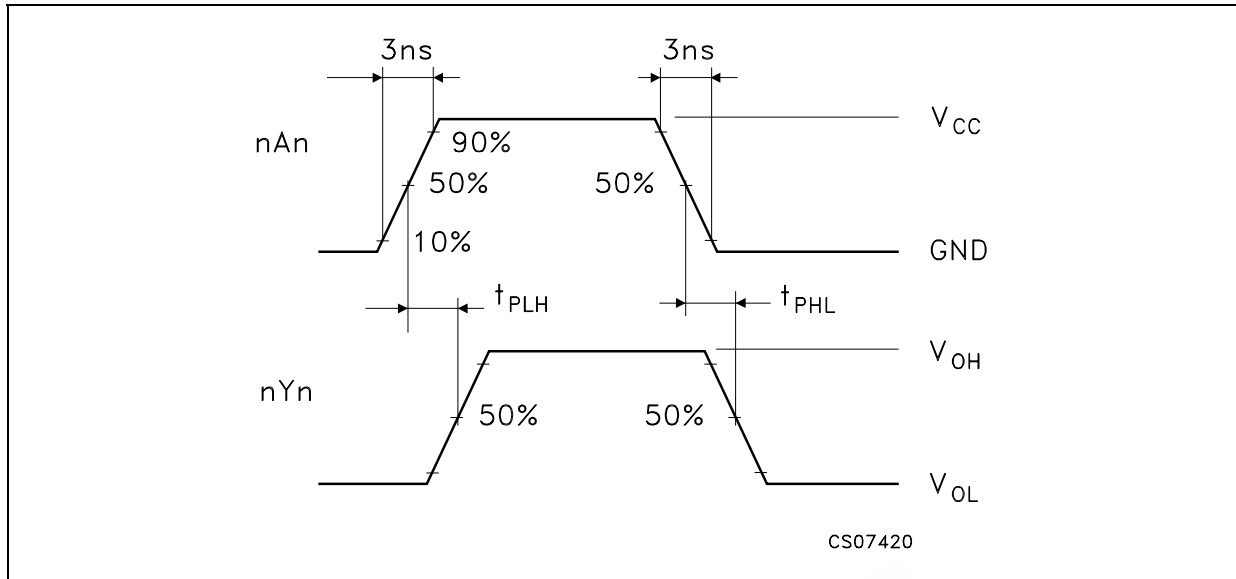 3ns 3ns
V_CC
nAn
90%
50% 50%
10%
GND
t_PLH t_PHL
V_OH
nYn
50% 50%
V_OL
CS07420